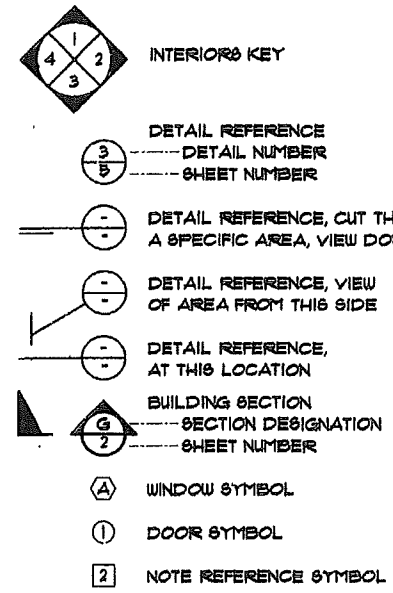 1
4 2
3
INTERIORS KEY
DETAIL REFERENCE
3 DETAIL NUMBER
5 SHEET NUMBER
DETAIL REFERENCE, CUT TH
A SPECIFIC AREA, VIEW DO
DETAIL REFERENCE, VIEW
OF AREA FROM THIS SIDE
DETAIL REFERENCE,
AT THIS LOCATION
BUILDING SECTION
G SECTION DESIGNATION
2 SHEET NUMBER
A WINDOW SYMBOL
1 DOOR SYMBOL
2 NOTE REFERENCE SYMBOL